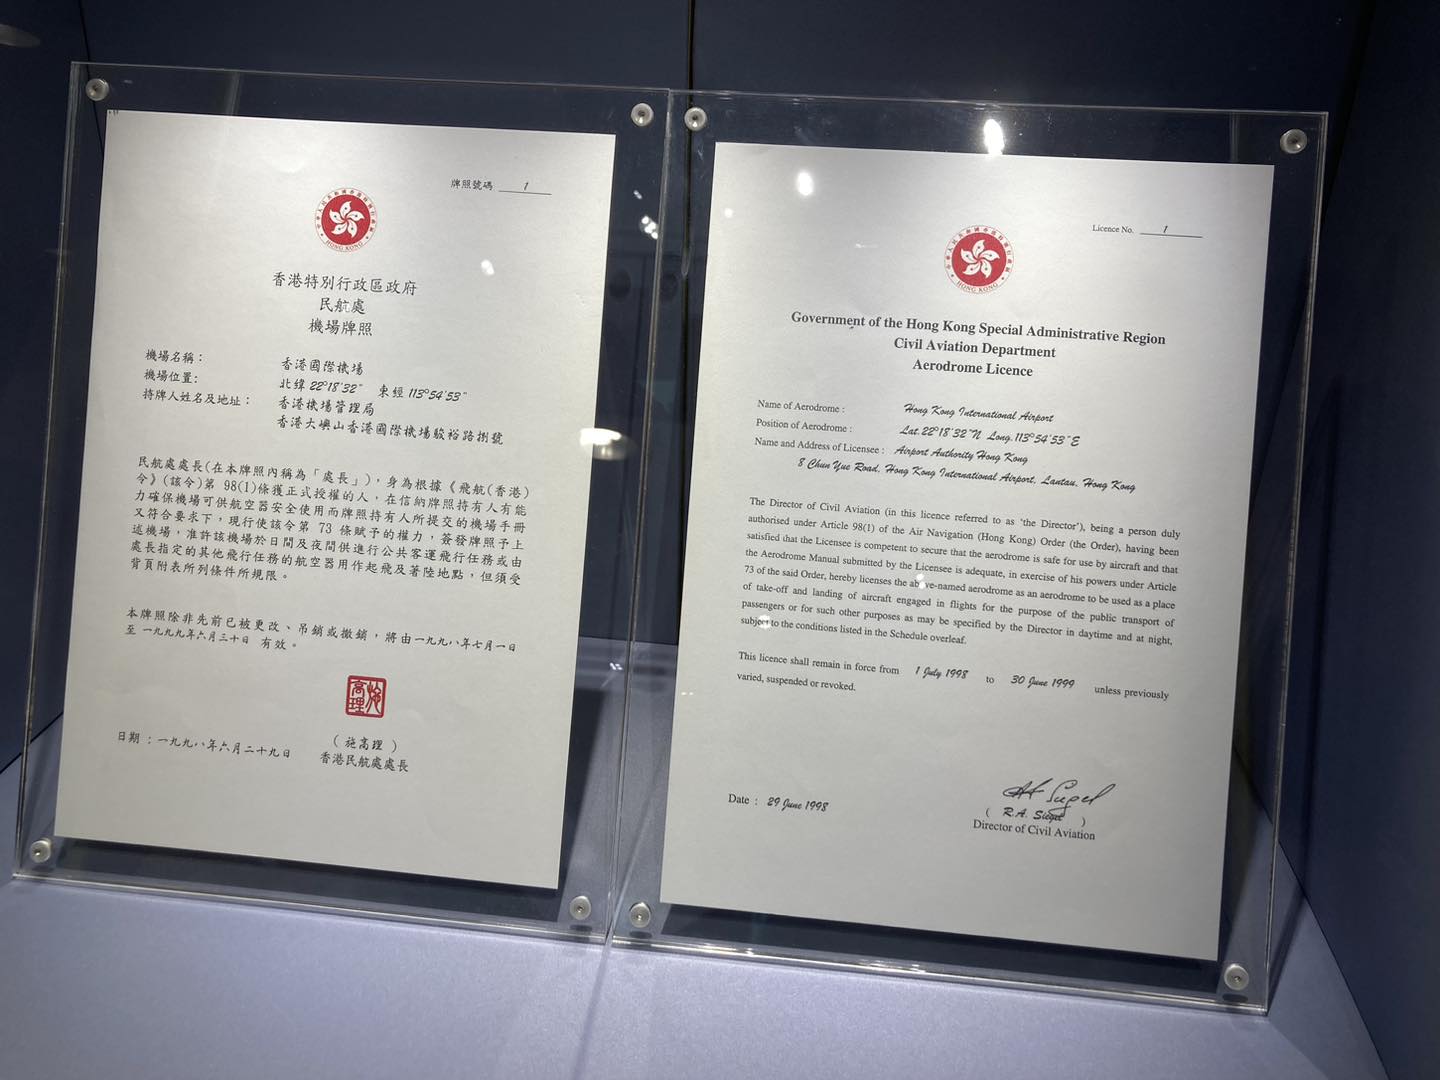 牌照號碼 1
香港特別行政區政府
民航處
機場牌照
機場名稱： 香港國際機場
機場位置： 北緯 22°18'32" 東經 113°54'53"
持牌人姓名及地址： 香港機場管理局
香港大嶼山香港國際機場駿裕路捌號
民航處處長(在本牌照內稱為「處長」)，身為根據《飛航(香港)
令》(該令)第 98(1)條獲正式授權的人，在信納牌照持有人有能
力確保機場可供航空器安全使用而牌照持有人所提交的機場手冊
又符合要求下，現行使該令第 73 條賦予的權力，簽發牌照予上
述機場，准許該機場於日間及夜間供進行公共客運飛行任務或由
處長指定的其他飛行任務的航空器用作起飛及著陸地點，但須受
背頁附表所列條件所規限。
本牌照除非先前已被更改、吊銷或撤銷，將由一九九八年七月一日
至 一九九九年六月三十日 有效。
日期：一九九八年六月二十九日
（施高理）
香港民航處處長
HONG KONG
Licence No. 1
HONG KONG
Government of the Hong Kong Special Administrative Region
Civil Aviation Department
Aerodrome Licence
Name of Aerodrome : Hong Kong International Airport
Position of Aerodrome : Lat.22°18'32"N Long.113°54'53"E
Name and Address of Licensee : Airport Authority Hong Kong
8 Chun Yue Road, Hong Kong International Airport, Lantau, Hong Kong
The Director of Civil Aviation (in this licence referred to as 'the Director'), being a person duly
authorised under Article 98(1) of the Air Navigation (Hong Kong) Order (the Order), having been
satisfied that the Licensee is competent to secure that the aerodrome is safe for use by aircraft and that
the Aerodrome Manual submitted by the Licensee is adequate, in exercise of his powers under Article
73 of the said Order, hereby licenses the above-named aerodrome as an aerodrome to be used as a place
of take-off and landing of aircraft engaged in flights for the purpose of the public transport of
passengers or for such other purposes as may be specified by the Director in daytime and at night,
subject to the conditions listed in the Schedule overleaf.
This licence shall remain in force from 1 July 1998 to 30 June 1999 unless previously
varied, suspended or revoked.
Date : 29 June 1998
( R.A. Siegel )
Director of Civil Aviation